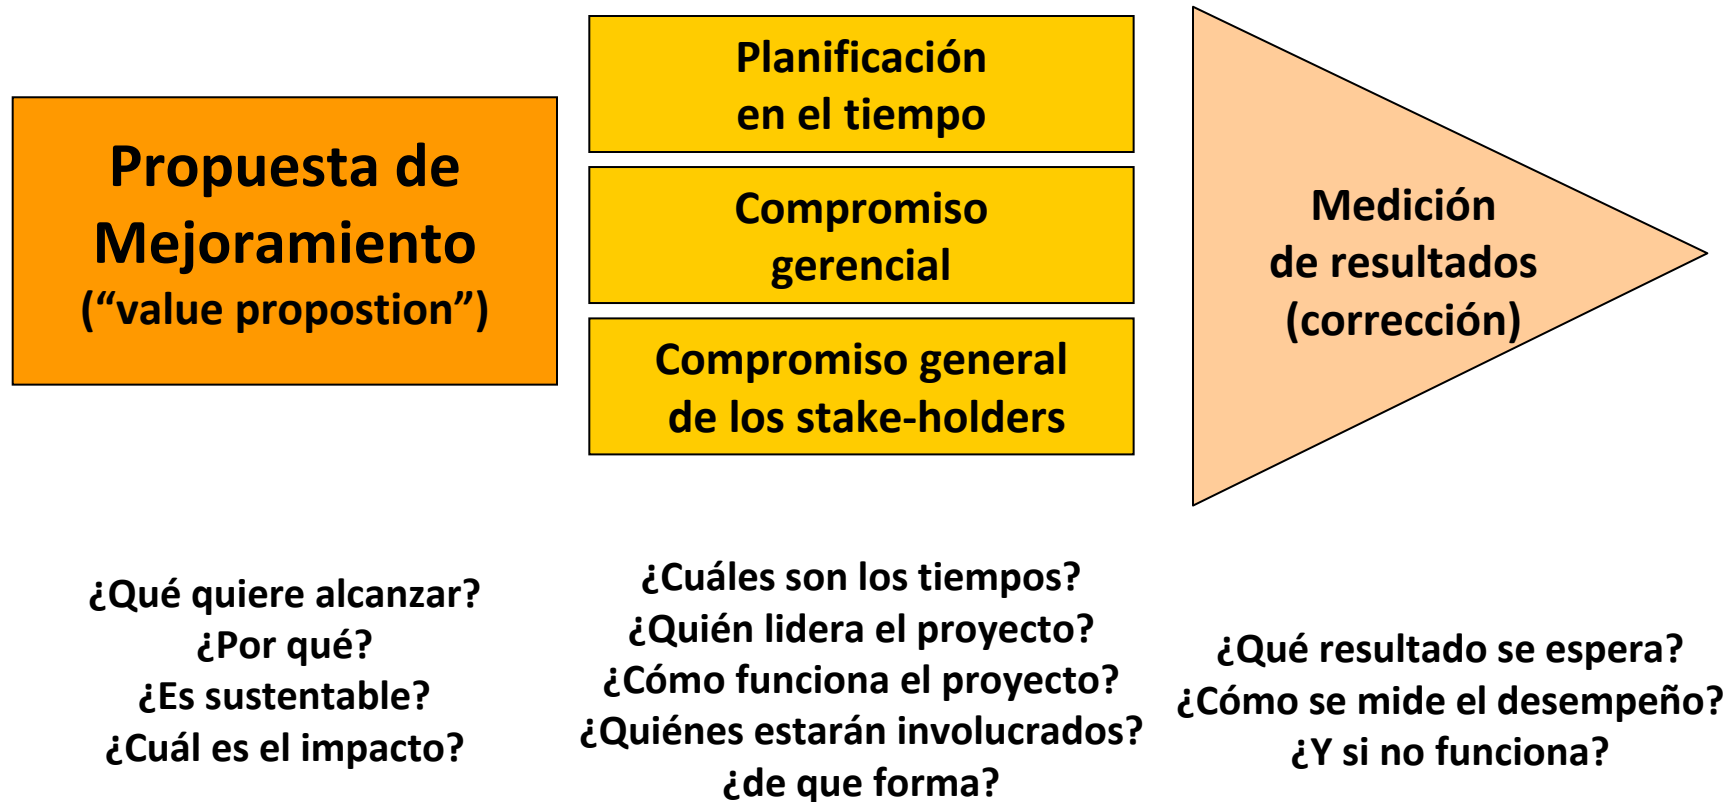 Propuesta de
Mejoramiento
(“value propostion”)
Planificación
en el tiempo
Compromiso
gerencial
Compromiso general
de los stake-holders
Medición
de resultados
(corrección)
¿Qué quiere alcanzar?
¿Por qué?
¿Es sustentable?
¿Cuál es el impacto?
¿Cuáles son los tiempos?
¿Quién lidera el proyecto?
¿Cómo funciona el proyecto?
¿Quiénes estarán involucrados?
¿de que forma?
¿Qué resultado se espera?
¿Cómo se mide el desempeño?
¿Y si no funciona?